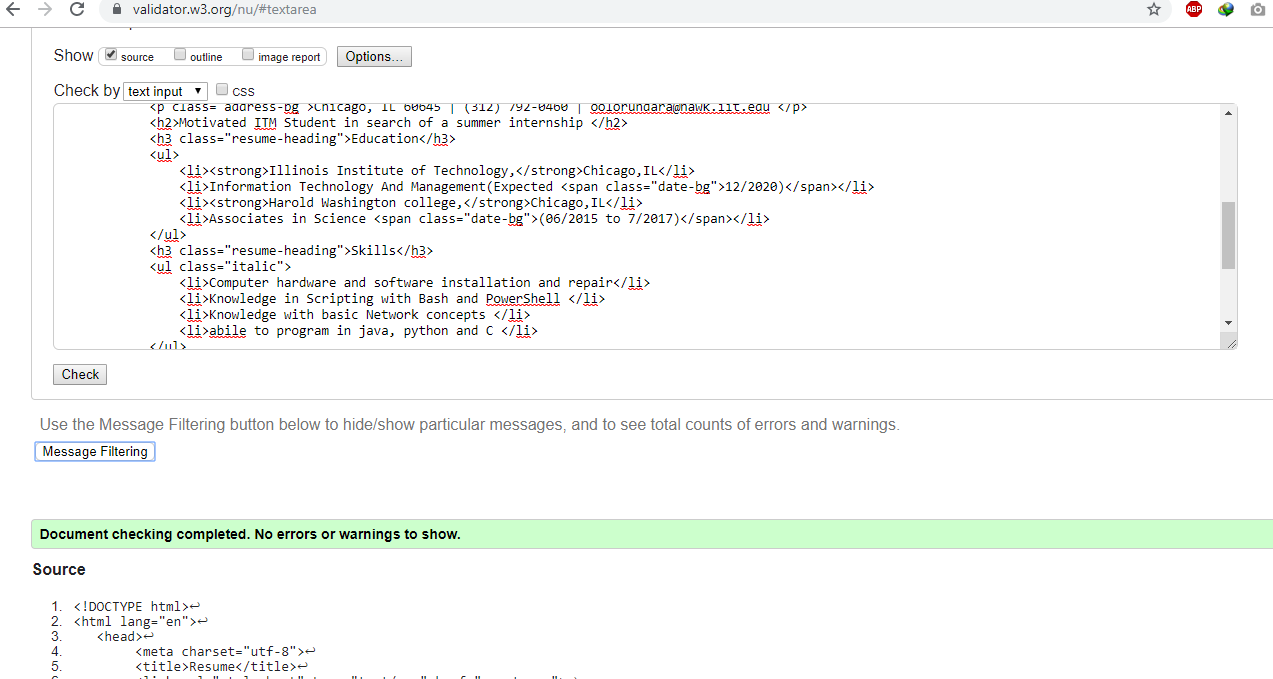 validator.w3.org/nu/#textarea
ABP
Show source outline image report Options...
Check by text input css
<p class="address-bg">Chicago, IL 60645 | (312) 792-0460 | oolorundara@hawk.iit.edu </p>
<h2>Motivated ITM Student in search of a summer internship </h2>
<h3 class="resume-heading">Education</h3>
<ul>
<li><strong>Illinois Institute of Technology,</strong>Chicago,IL</li>
<li>Information Technology And Management(Expected <span class="date-bg">12/2020)</span></li>
<li><strong>Harold Washington college,</strong>Chicago,IL</li>
<li>Associates in Science <span class="date-bg">(06/2015 to 7/2017)</span></li>
</ul>
<h3 class="resume-heading">Skills</h3>
<ul class="italic">
<li>Computer hardware and software installation and repair</li>
<li>Knowledge in Scripting with Bash and PowerShell </li>
<li>Knowledge with basic Network concepts </li>
<li>abile to program in java, python and C </li>
</ul>
Check
Use the Message Filtering button below to hide/show particular messages, and to see total counts of errors and warnings.
Message Filtering
Document checking completed. No errors or warnings to show.
Source
1. <!DOCTYPE html>↩
2. <html lang="en">↩
3. <head>↩
4. <meta charset="utf-8">↩
5. <title>Resume</title>↩